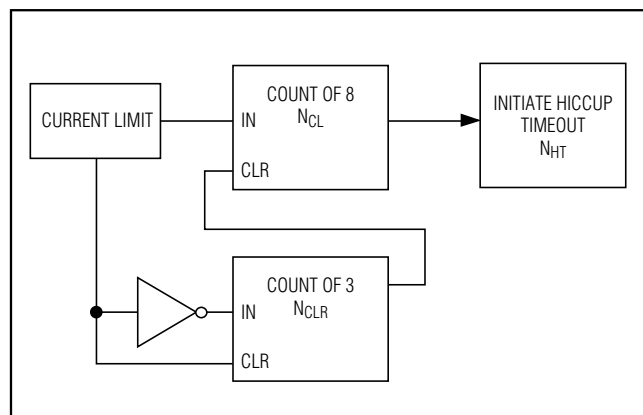 CURRENT LIMIT
COUNT OF 8
NCL
IN
CLR
INITIATE HICCUP
TIMEOUT
NHT
COUNT OF 3
NCLR
IN
CLR